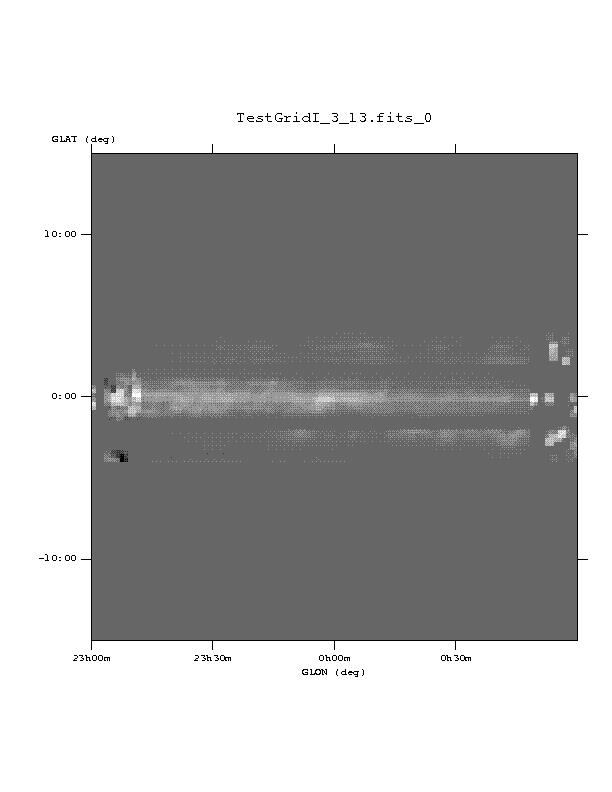 TestGridI_3_13.fits_0
GLAT (deg)
10:00
0:00
-10:00
23h00m 23h30m 0h00m 0h30m
GLON (deg)